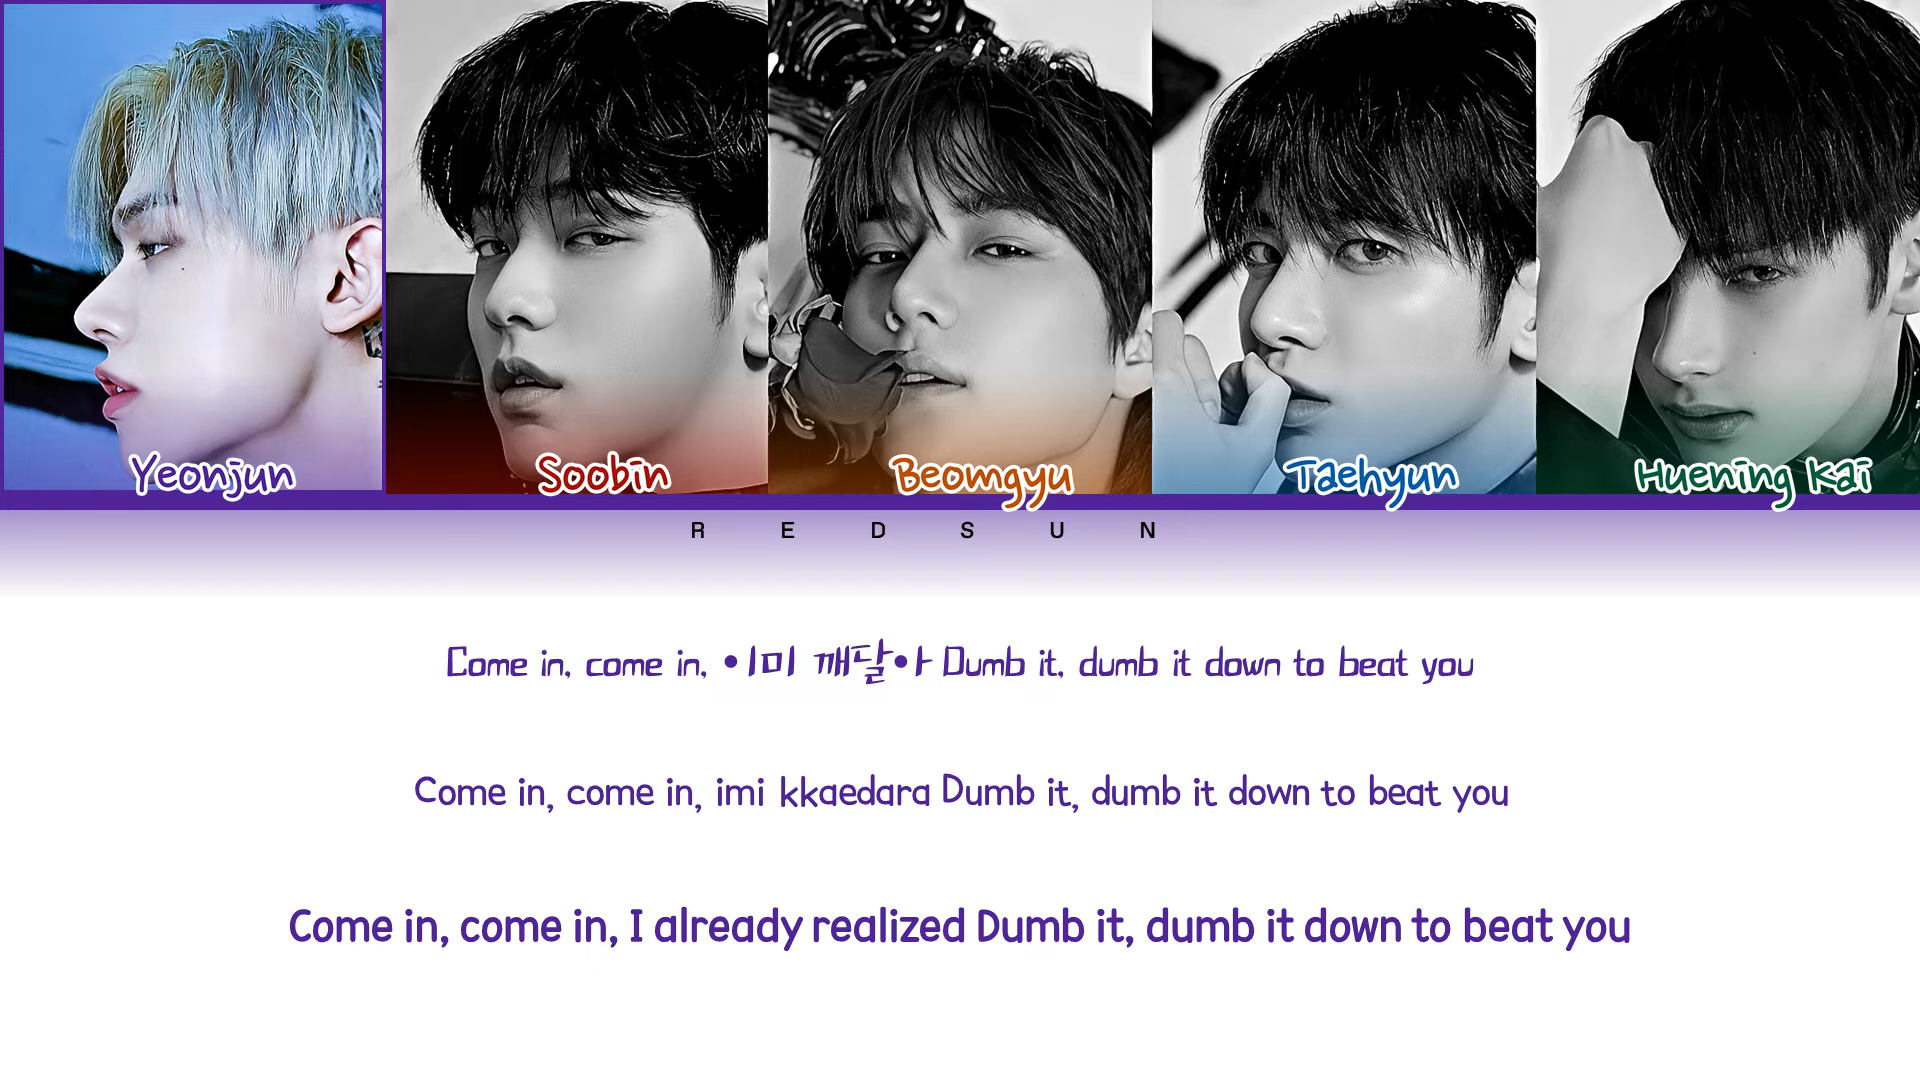 Yeonjun
Soobin
Beomgyu
Taehyun
Huening Kai
REDSUN
Come in, come in, 이미 깨달아 Dumb it, dumb it down to beat you
Come in, come in, imi kkaedara Dumb it, dumb it down to beat you
Come in, come in, I already realized Dumb it, dumb it down to beat you